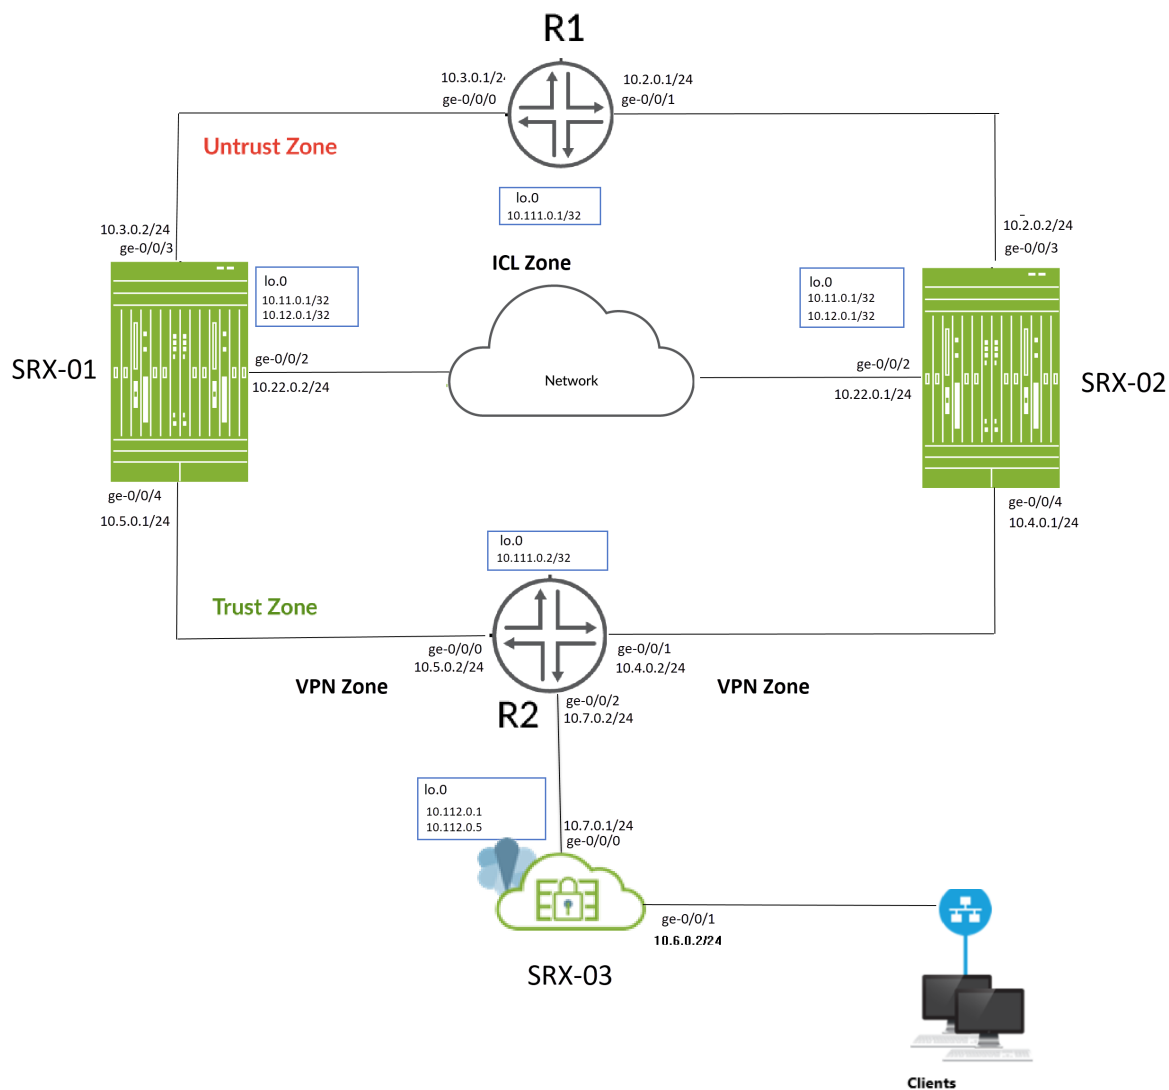 R1
10.3.0.1/24
ge-0/0/0
10.2.0.1/24
ge-0/0/1
Untrust Zone
lo.0
10.111.0.1/32
10.3.0.2/24
ge-0/0/3
10.2.0.2/24
ge-0/0/3
ICL Zone
lo.0
10.11.0.1/32
10.12.0.1/32
lo.0
10.11.0.1/32
10.12.0.1/32
SRX-01
ge-0/0/2
10.22.0.2/24
Network
ge-0/0/2
10.22.0.1/24
SRX-02
ge-0/0/4
10.5.0.1/24
ge-0/0/4
10.4.0.1/24
lo.0
10.111.0.2/32
Trust Zone
ge-0/0/0
10.5.0.2/24
ge-0/0/1
10.4.0.2/24
VPN Zone
VPN Zone
R2
ge-0/0/2
10.7.0.2/24
lo.0
10.112.0.1
10.112.0.5
10.7.0.1/24
ge-0/0/0
ge-0/0/1
10.6.0.2/24
SRX-03
Clients